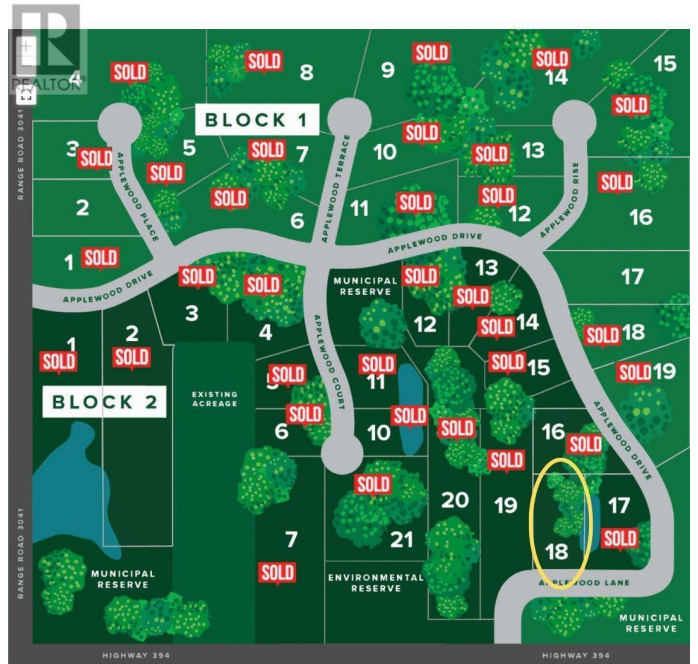 REALTOR®
4
SOLD
SOLD
8
9
SOLD
SOLD
14
15
SOLD
BLOCK 1
3
SOLD
5
SOLD
7
SOLD
10
13
SOLD
APPLEWOOD PLACE
SOLD
SOLD
APPLEWOOD TERRACE
SOLD
12
SOLD
APPLEWOOD RISE
SOLD
16
2
6
11
SOLD
1
SOLD
APPLEWOOD DRIVE
APPLEWOOD DRIVE
17
RANGE ROAD 3041
SOLD
SOLD
MUNICIPAL
RESERVE
SOLD
13
SOLD
3
4
12
SOLD
14
SOLD
18
1
SOLD
2
SOLD
APPLEWOOD COURT
SOLD
15
BLOCK 2
EXISTING
ACREAGE
5
SOLD
SOLD
11
SOLD
19
6
SOLD
10
SOLD
SOLD
16
SOLD
APPLEWOOD DRIVE
SOLD
SOLD
20
19
17
7
21
18
SOLD
RANGE ROAD 3041
MUNICIPAL
RESERVE
SOLD
ENVIRONMENTAL
RESERVE
APPLEWOOD LANE
MUNICIPAL
RESERVE
HIGHWAY 394
HIGHWAY 394